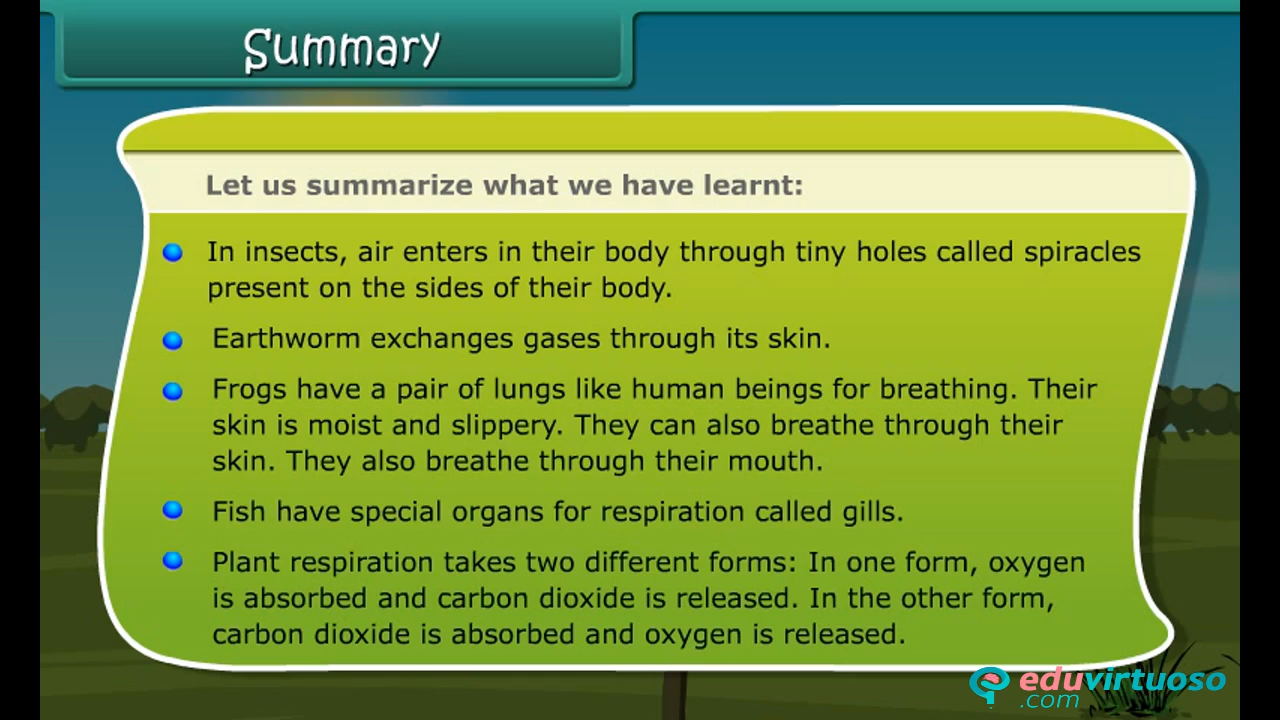 Summary
Let us summarize what we have learnt:
In insects, air enters in their body through tiny holes called spiracles
present on the sides of their body.
Earthworm exchanges gases through its skin.
Frogs have a pair of lungs like human beings for breathing. Their
skin is moist and slippery. They can also breathe through their
skin. They also breathe through their mouth.
Fish have special organs for respiration called gills.
Plant respiration takes two different forms: In one form, oxygen
is absorbed and carbon dioxide is released. In the other form,
carbon dioxide is absorbed and oxygen is released.
eduvirtuoso
.com